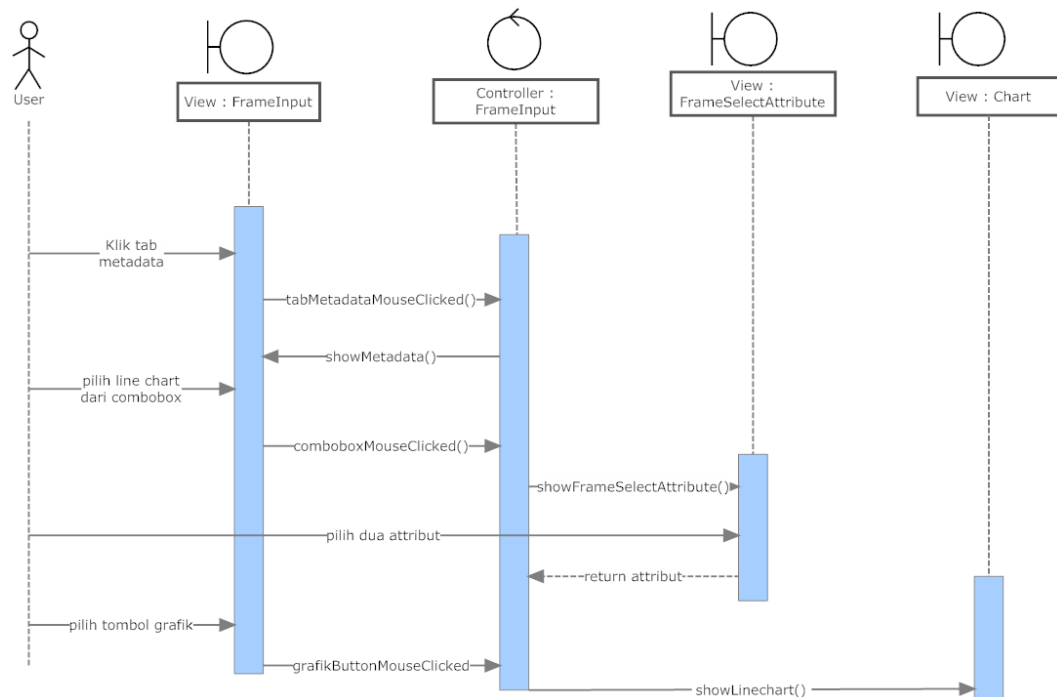 User
View : FrameInput
Controller :
FrameInput
View :
FrameSelectAttribute
View : Chart
Klik tab
metadata
tabMetadataMouseClicked()
showMetadata()
pilih line chart
dari combobox
comboboxMouseClicked()
showFrameSelectAttribute()
pilih dua attribut
return attribut
pilih tombol grafik
grafikButtonMouseClicked
showLinechart()